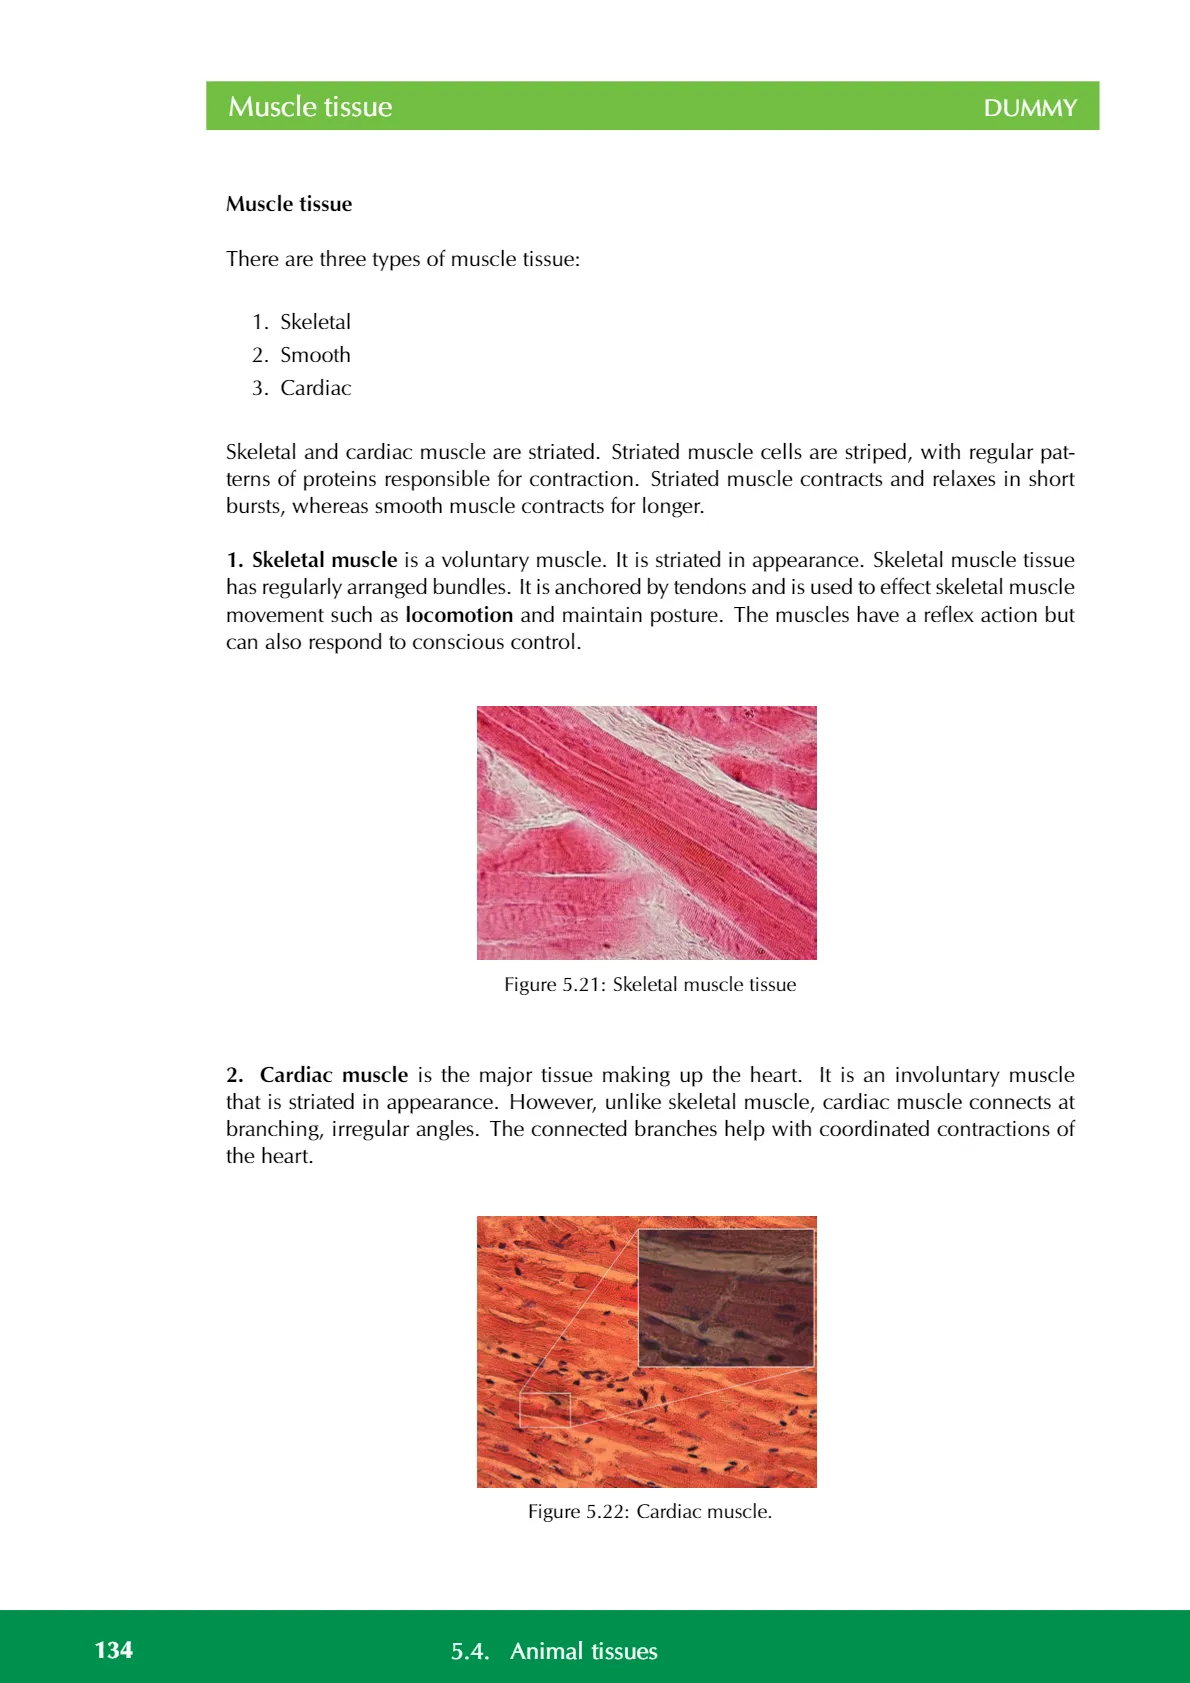 Muscle tissue DUMMY
Muscle tissue
There are three types of muscle tissue:
1. Skeletal
2. Smooth
3. Cardiac
Skeletal and cardiac muscle are striated. Striated muscle cells are striped, with regular pat-
terns of proteins responsible for contraction. Striated muscle contracts and relaxes in short
bursts, whereas smooth muscle contracts for longer.
1. Skeletal muscle is a voluntary muscle. It is striated in appearance. Skeletal muscle tissue
has regularly arranged bundles. It is anchored by tendons and is used to effect skeletal muscle
movement such as locomotion and maintain posture. The muscles have a reflex action but
can also respond to conscious control.
Figure 5.21: Skeletal muscle tissue
2. Cardiac muscle is the major tissue making up the heart. It is an involuntary muscle
that is striated in appearance. However, unlike skeletal muscle, cardiac muscle connects at
branching, irregular angles. The connected branches help with coordinated contractions of
the heart.
Figure 5.22: Cardiac muscle.
134 5.4. Animal tissues